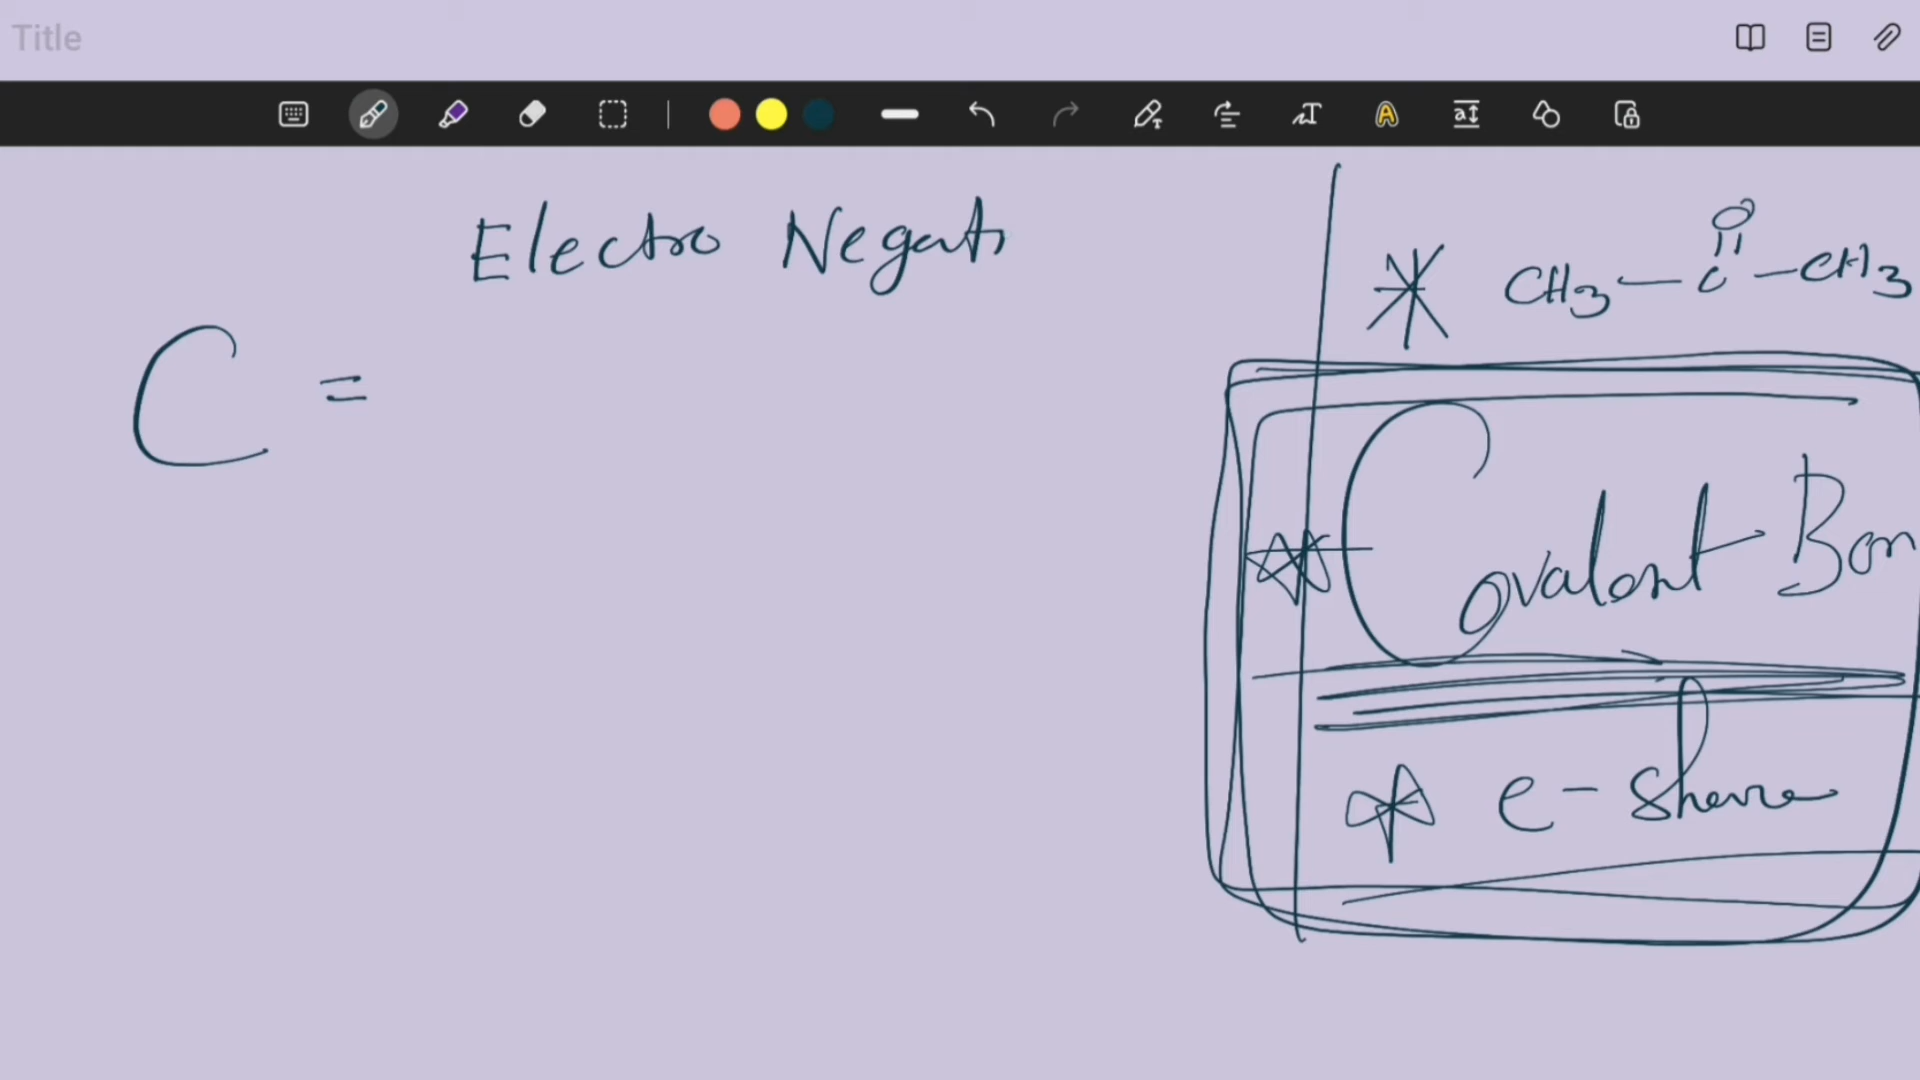 Title
Electro Negati
C =
O
CH3 — C — CH3
Covalent Bon
e - Share